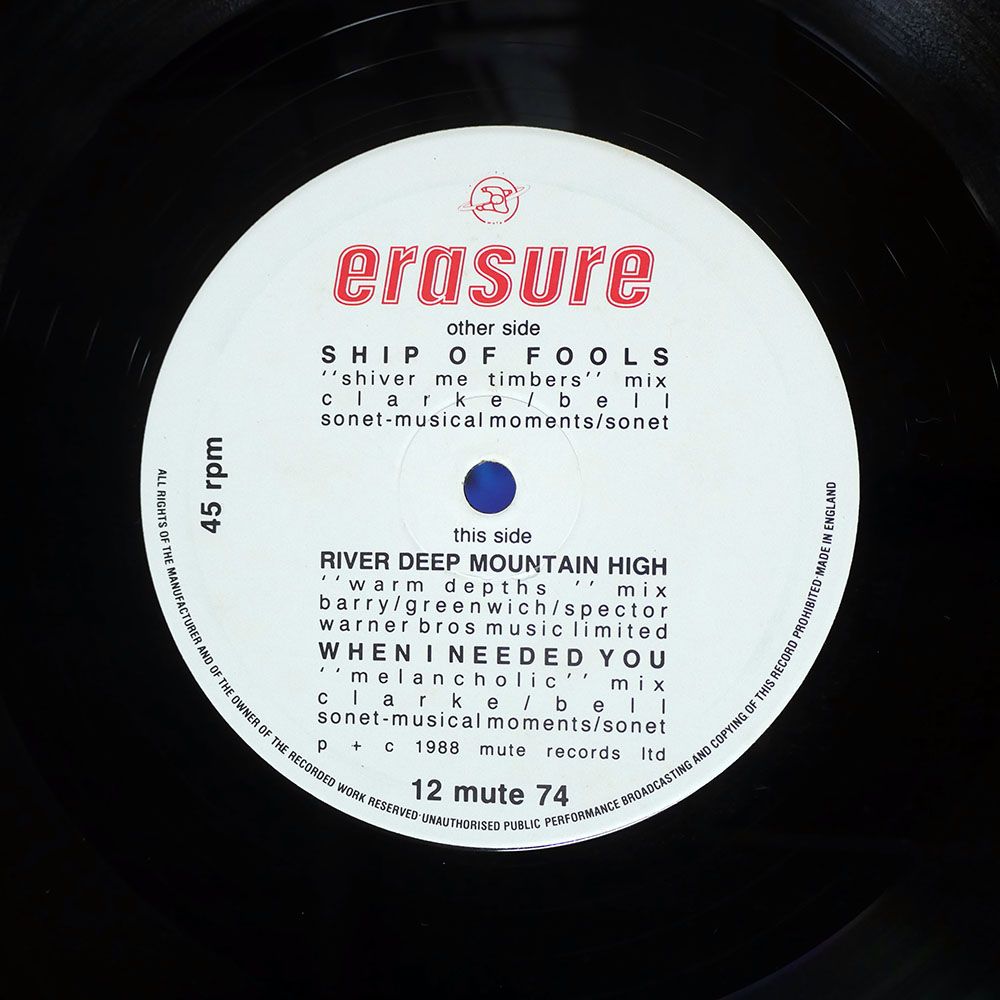 erasure
other side
SHIP OF FOOLS
''shiver me timbers'' mix
clarke/bell
sonet-musical moments/sonet
45 rpm
this side
RIVER DEEP MOUNTAIN HIGH
''warm depths '' mix
barry/greenwich/spector
warner bros music limited
WHEN I NEEDED YOU
''melancholic'' mix
clarke/bell
sonet-musical moments/sonet
p + c 1988 mute records ltd
12 mute 74
ALL RIGHTS OF THE MANUFACTURER AND OF THE OWNER OF THE RECORDED WORK RESERVED·UNAUTHORISED PUBLIC PERFORMANCE BROADCASTING AND COPYING OF THIS RECORD PROHIBITED·MADE IN ENGLAND